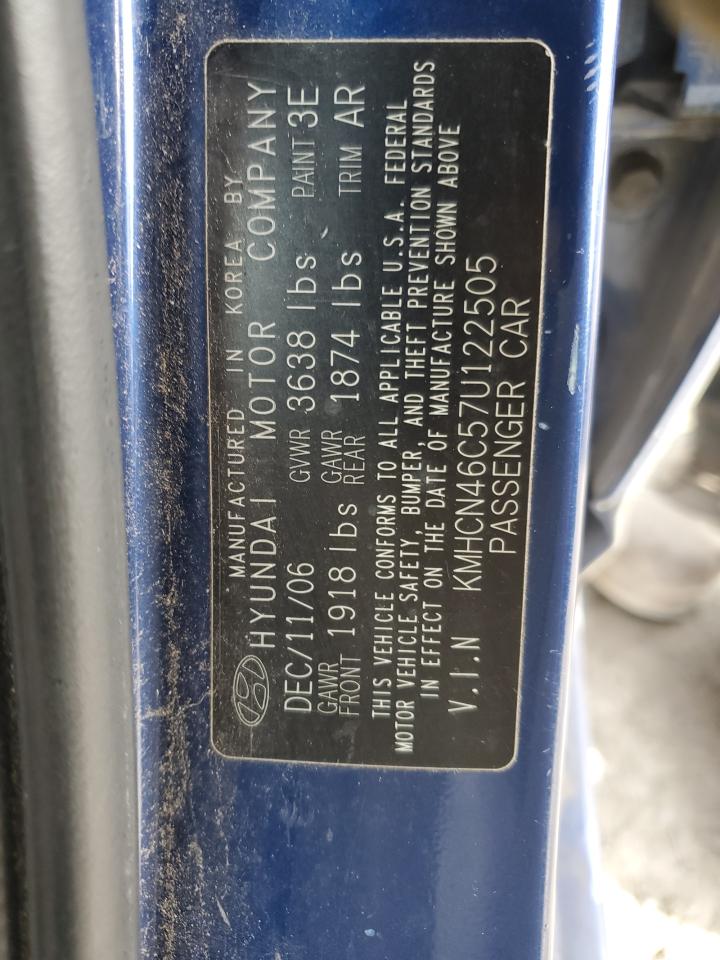 MANUFACTURED IN KOREA BY
HYUNDAI MOTOR COMPANY
DEC/11/06 GVWR 3638 lbs PAINT 3E
GAWR FRONT 1918 lbs GAWR REAR 1874 lbs TRIM AR
THIS VEHICLE CONFORMS TO ALL APPLICABLE U.S.A. FEDERAL
MOTOR VEHICLE SAFETY, BUMPER, AND THEFT PREVENTION STANDARDS
IN EFFECT ON THE DATE OF MANUFACTURE SHOWN ABOVE
V.I.N KMHCN46C57U122505
PASSENGER CAR